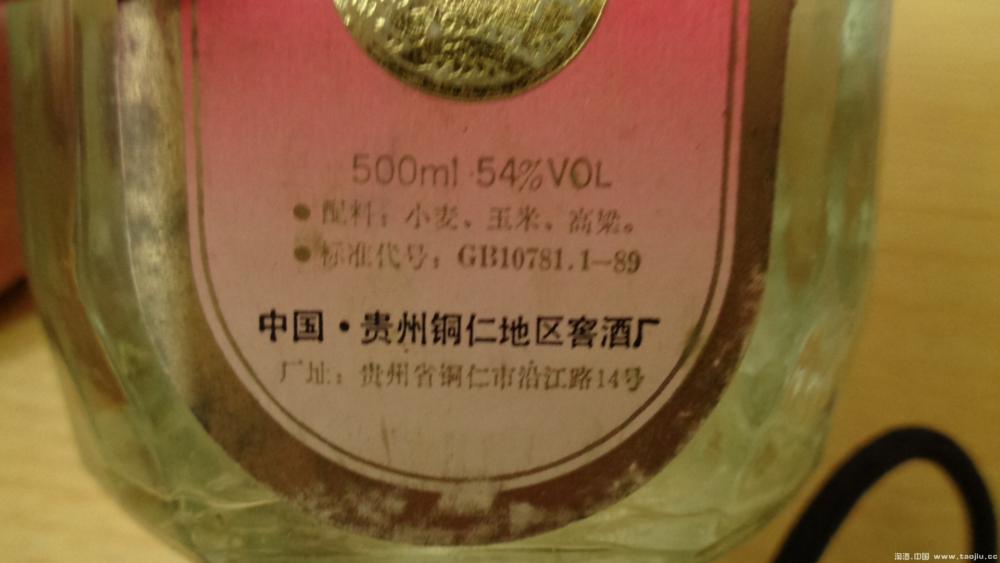 500ml 54%VOL
● 配料：小麦、玉米、高粱。
● 标准代号：GB10781.1—89
中国·贵州铜仁地区窖酒厂
厂址：贵州省铜仁市沿江路14号
淘酒.中国 www.taojiu.cc